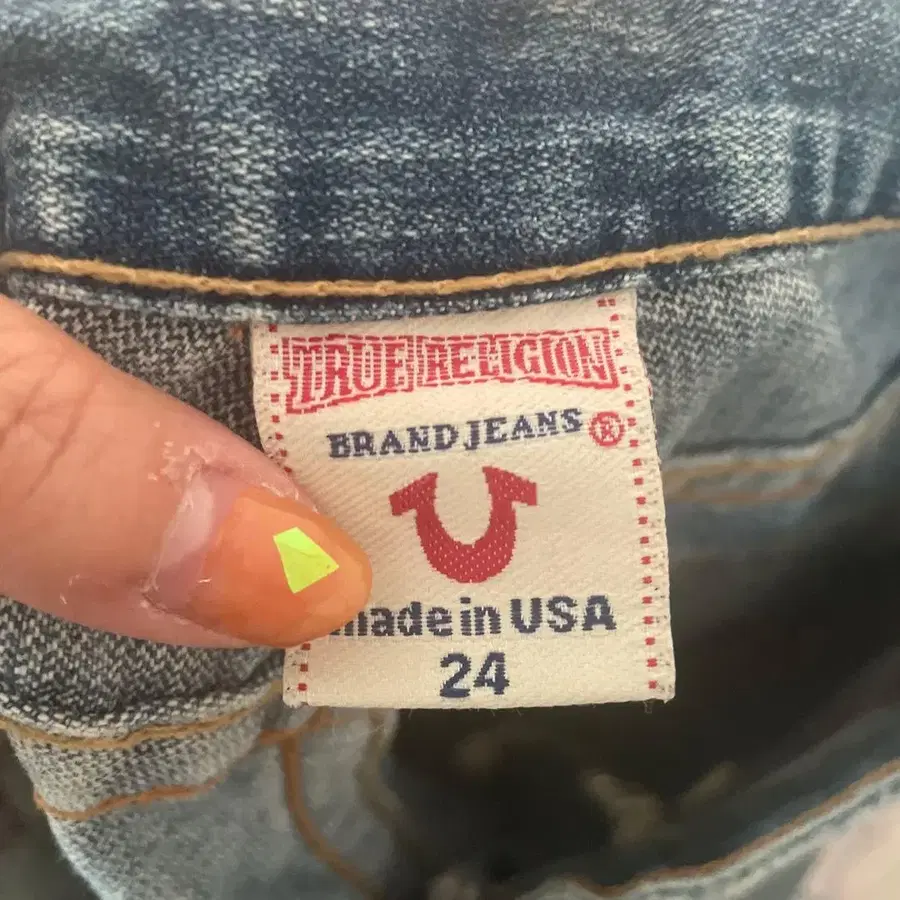 TRUE RELIGION
BRAND JEANS ®
made in USA
24